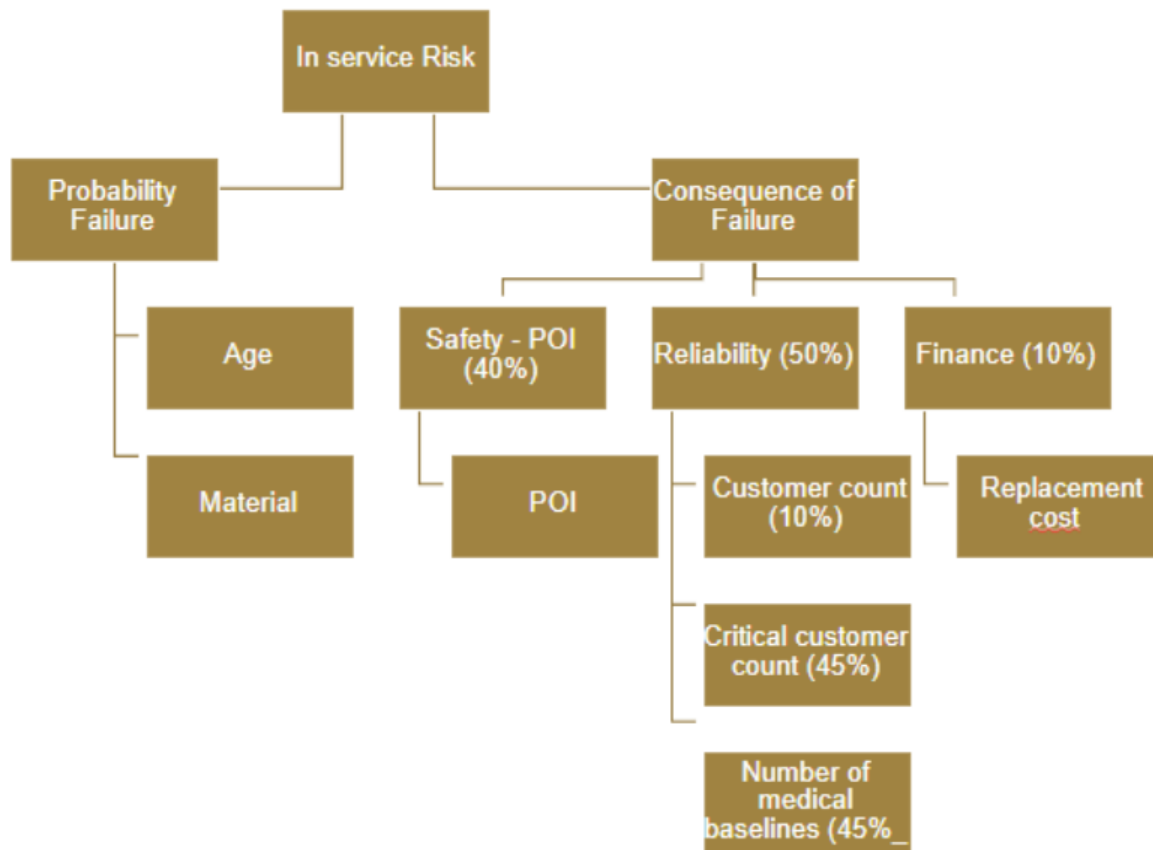 In service Risk
Probability
Failure
Consequence of
Failure
Age
Safety - POI
(40%)
Reliability (50%)
Finance (10%)
Material
POI
Customer count
(10%)
Replacement
cost
Critical customer
count (45%)
Number of
medical
baselines (45%_